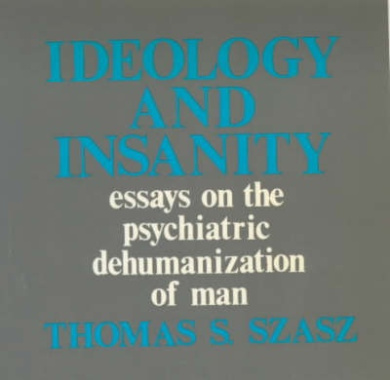 IDEOLOGY
AND
INSANITY
essays on the
psychiatric
dehumanization
of man
THOMAS S. SZASZ